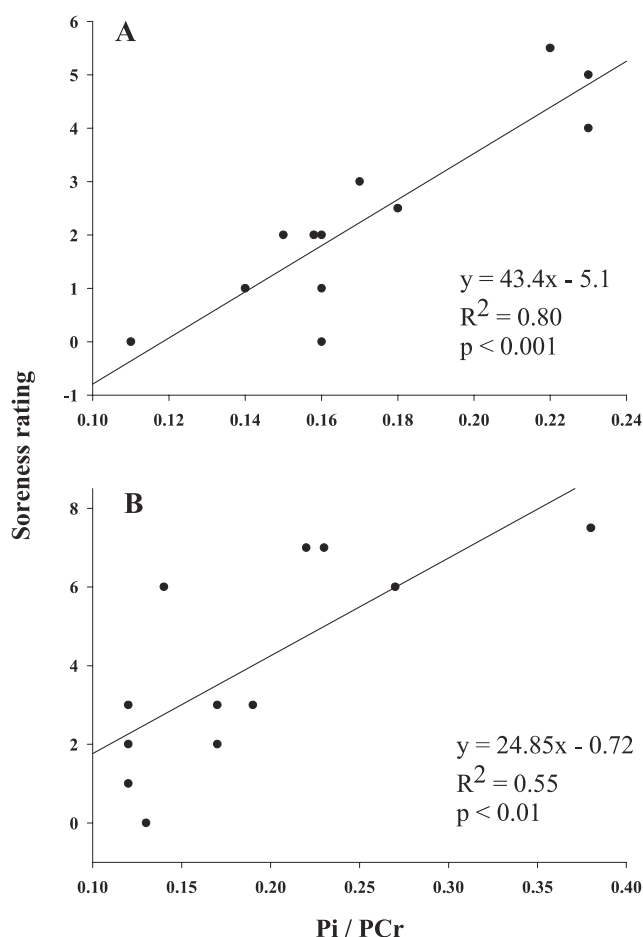 A
6
5
4
3
2
1
0
-1
y = 43.4x - 5.1
R2 = 0.80
p < 0.001
0.10 0.12 0.14 0.16 0.18 0.20 0.22 0.24
Soreness rating
B
8
6
4
2
0
y = 24.85x - 0.72
R2 = 0.55
p < 0.01
0.10 0.15 0.20 0.25 0.30 0.35 0.40
Pi / PCr